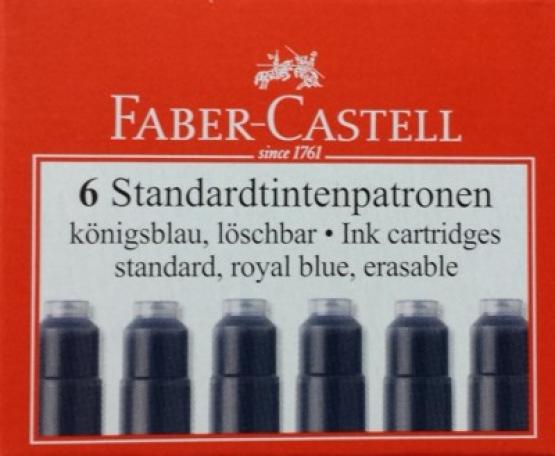 FABER-CASTELL
since 1761
6 Standardtintenpatronen
königsblau, löschbar • Ink cartridges
standard, royal blue, erasable